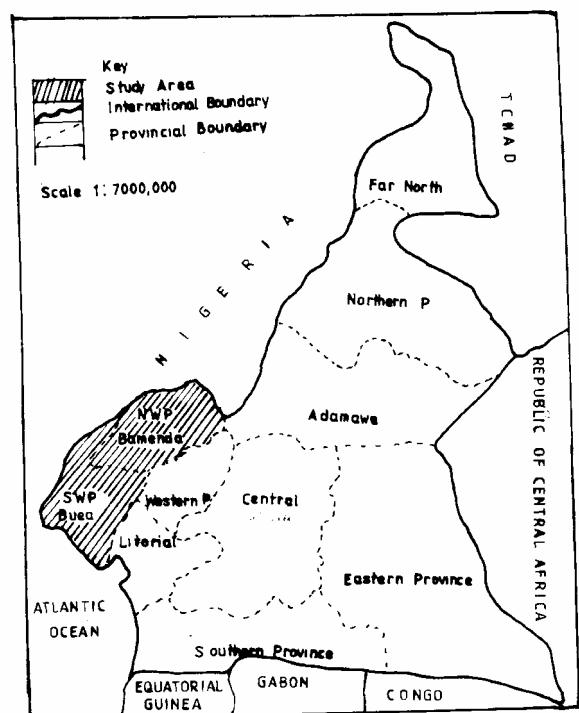 Key
Study Area
International Boundary
Provincial Boundary
Scale 1:7000,000
TCHAD
Far North
NIGERIA
Northern P
REPUBLIC OF CENTRAL AFRICA
Adamawe
NWP
Bamenda
SWP
Buea
Western P
Central
Litorial
Eastern Province
ATLANTIC
OCEAN
Southern Province
EQUATORIAL
GUINEA
GABON
CONGO